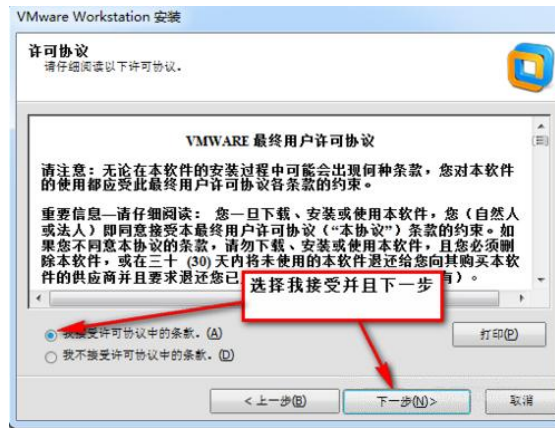 VMware Workstation 安装
许可协议
请仔细阅读以下许可协议。
VMWARE 最终用户许可协议
请注意：无论在本软件的安装过程中可能会出现何种条款，您对本软件
的使用都应受此最终用户许可协议各条款的约束。
重要信息—请仔细阅读： 您一旦下载、安装或使用本软件，您（自然人
或法人）即同意接受本最终用户许可协议（“本协议”）条款的约束。如
果您不同意本协议的条款，请勿下载、安装或使用本软件，且您必须删
除本软件，或在三十 (30) 天内将未使用的本软件退还给您向其购买本软
件的供应商并且要求退还您已
有）。
选择我接受并且下一步
我接受许可协议中的条款。(A)
打印(P)
我不接受许可协议中的条款。(D)
< 上一步(B)
下一步(N)>
取消